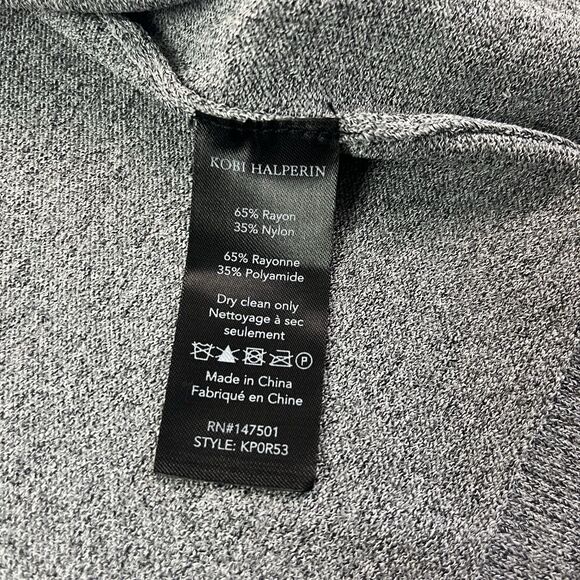 KOBI HALPERIN
65% Rayon
35% Nylon
65% Rayonne
35% Polyamide
Dry clean only
Nettoyage à sec
seulement
P
Made in China
Fabriqué en Chine
RN#147501
STYLE: KP0R53